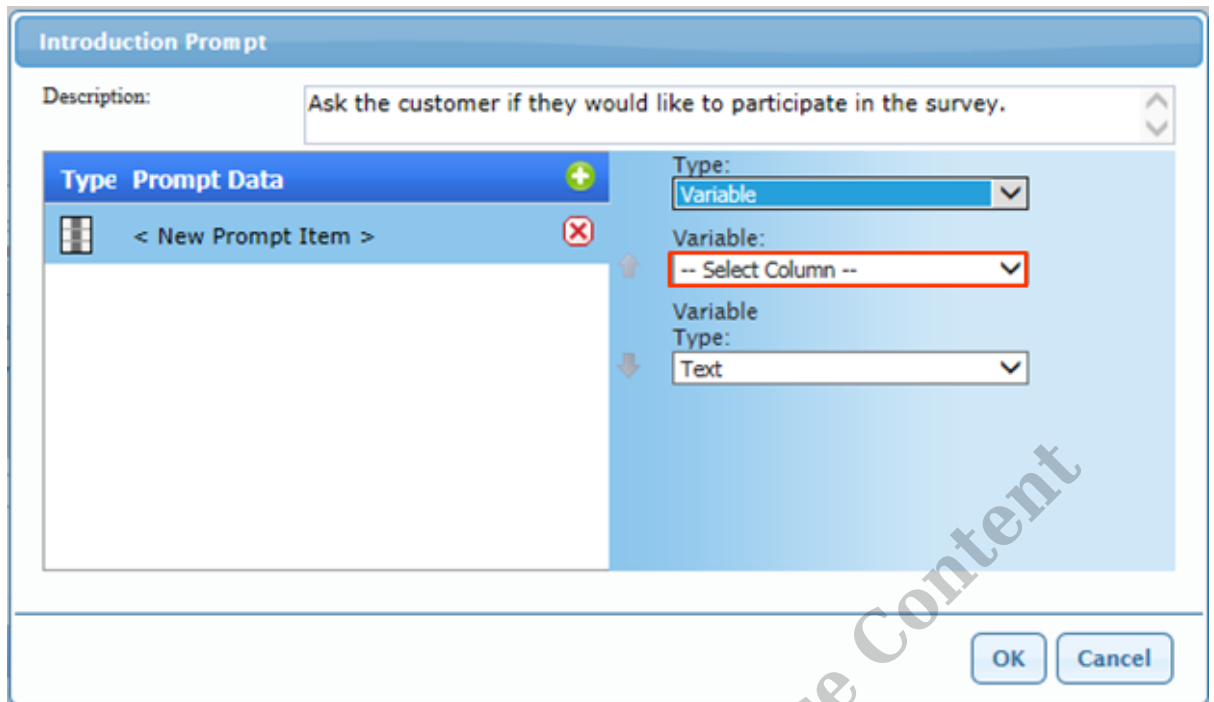 Introduction Prompt
Description:
Ask the customer if they would like to participate in the survey.
Type Prompt Data
< New Prompt Item >
Type:
Variable
Variable:
-- Select Column --
Variable
Type:
Text
Content
OK Cancel